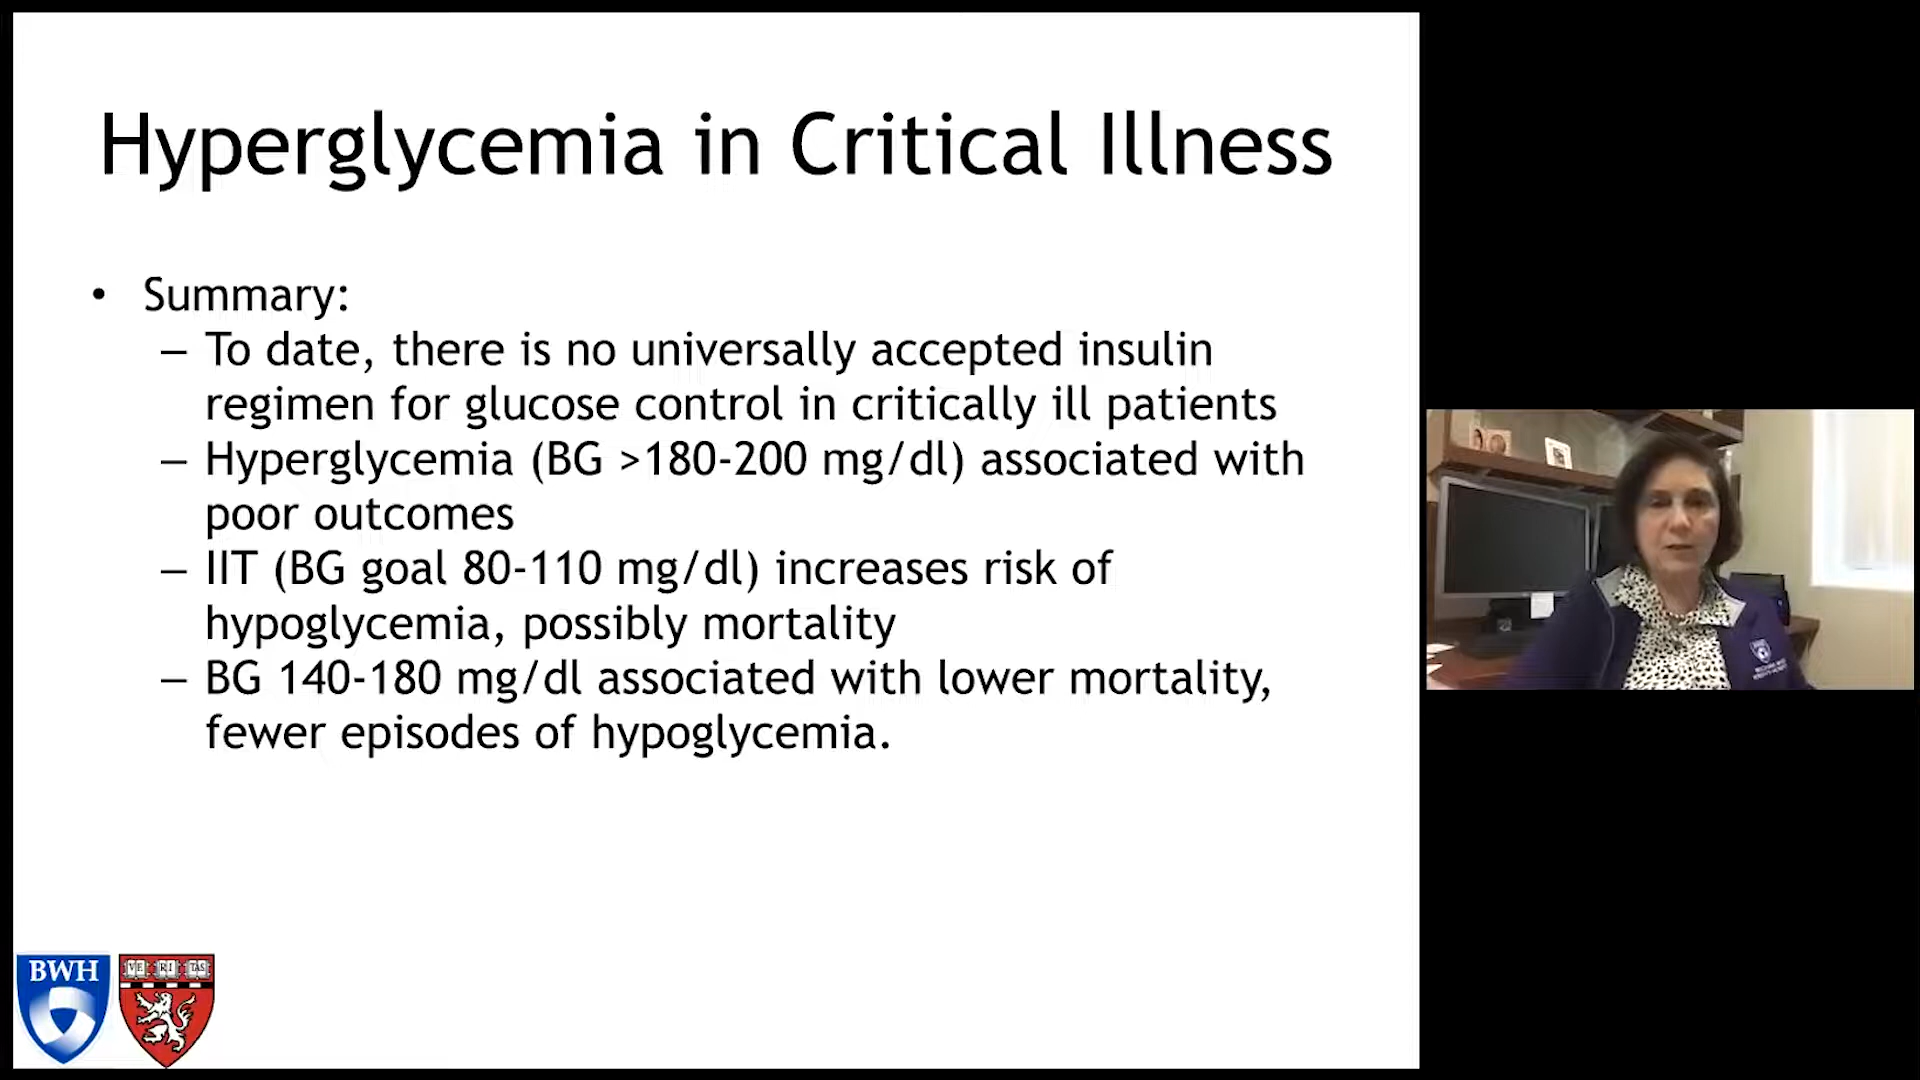 Hyperglycemia in Critical Illness
• Summary:
– To date, there is no universally accepted insulin
regimen for glucose control in critically ill patients
– Hyperglycemia (BG >180-200 mg/dl) associated with
poor outcomes
– IIT (BG goal 80-110 mg/dl) increases risk of
hypoglycemia, possibly mortality
– BG 140-180 mg/dl associated with lower mortality,
fewer episodes of hypoglycemia.
BWH
VE RI TAS